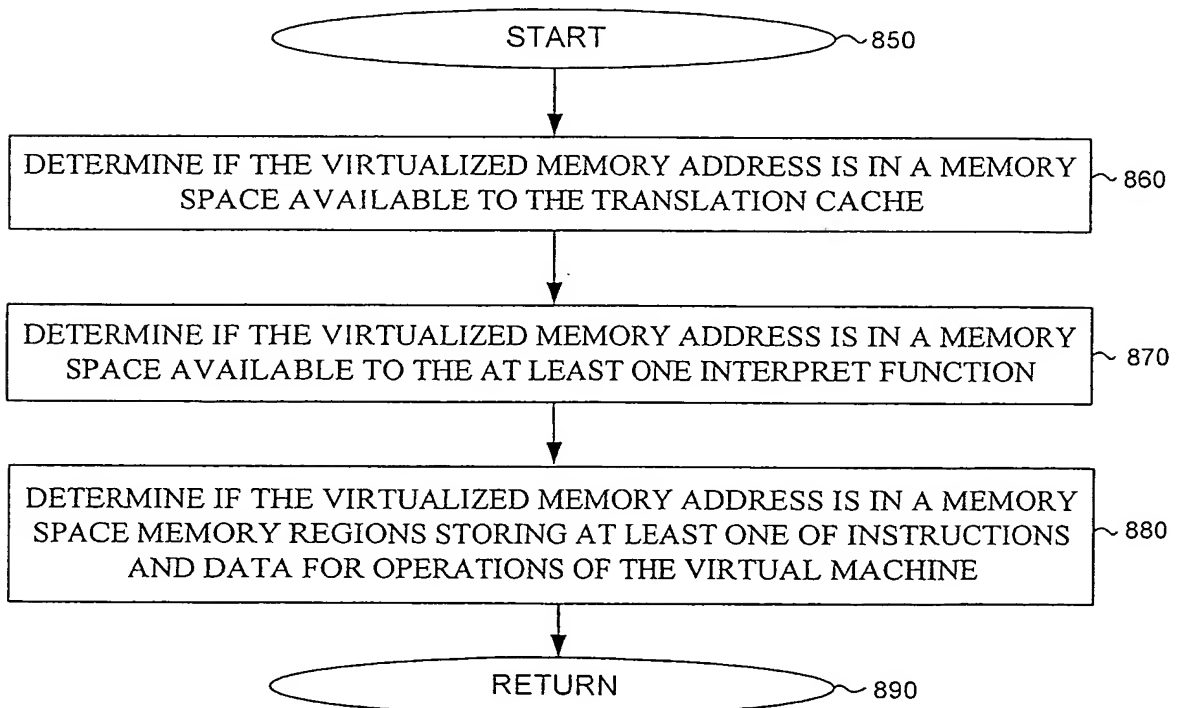 START
850
DETERMINE IF THE VIRTUALIZED MEMORY ADDRESS IS IN A MEMORY
SPACE AVAILABLE TO THE TRANSLATION CACHE
860
DETERMINE IF THE VIRTUALIZED MEMORY ADDRESS IS IN A MEMORY
SPACE AVAILABLE TO THE AT LEAST ONE INTERPRET FUNCTION
870
DETERMINE IF THE VIRTUALIZED MEMORY ADDRESS IS IN A MEMORY
SPACE MEMORY REGIONS STORING AT LEAST ONE OF INSTRUCTIONS
AND DATA FOR OPERATIONS OF THE VIRTUAL MACHINE
880
RETURN
890